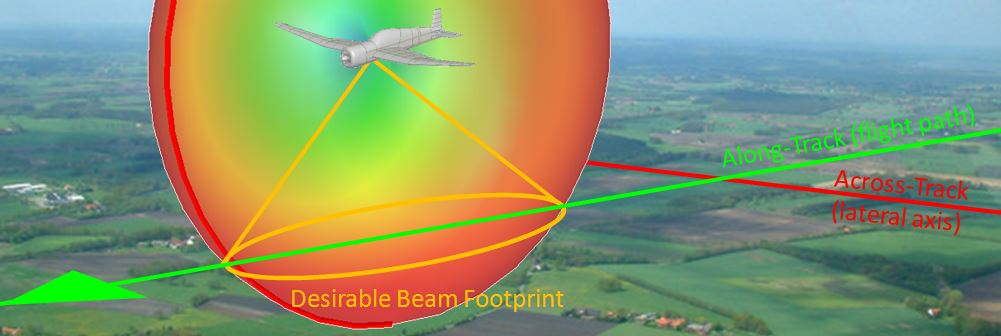 Along-Track (flight path)
Across-Track
(lateral axis)
Desirable Beam Footprint